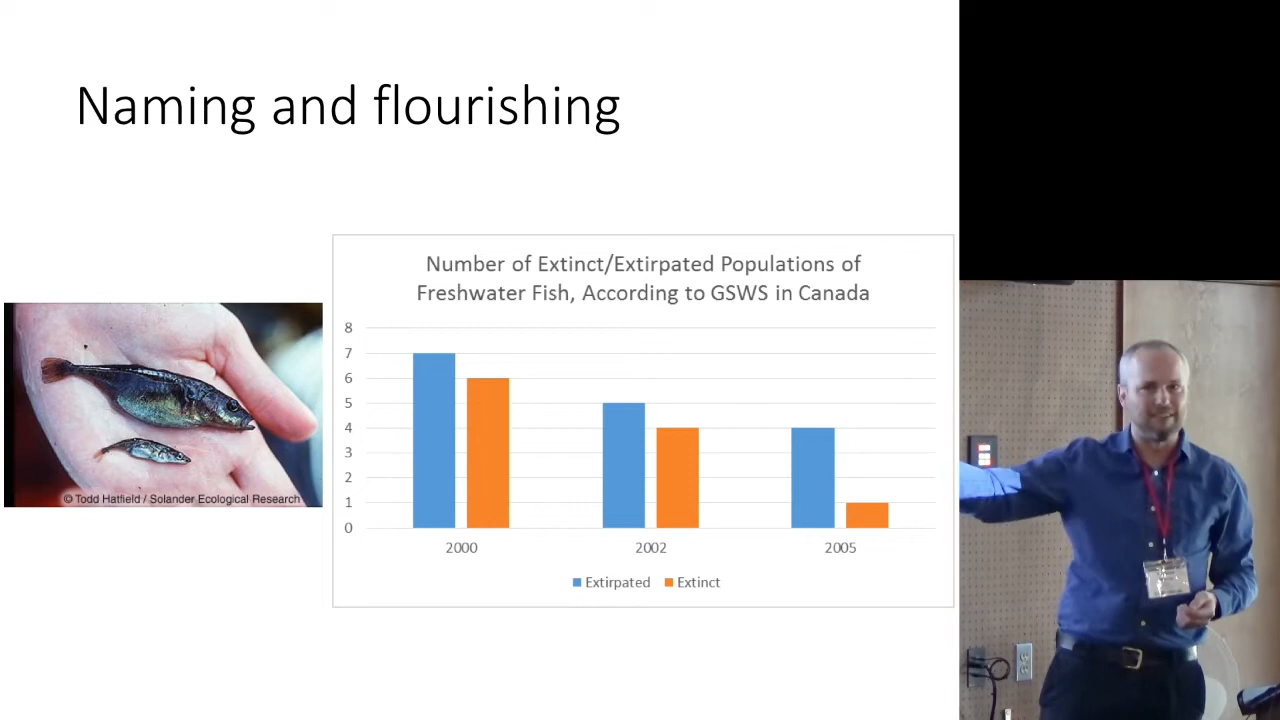 Naming and flourishing
Number of Extinct/Extirpated Populations of
Freshwater Fish, According to GSWS in Canada
8
7
6
5
4
3
2
1
0
2000 2002 2005
Extirpated Extinct
© Todd Hatfield / Solander Ecological Research